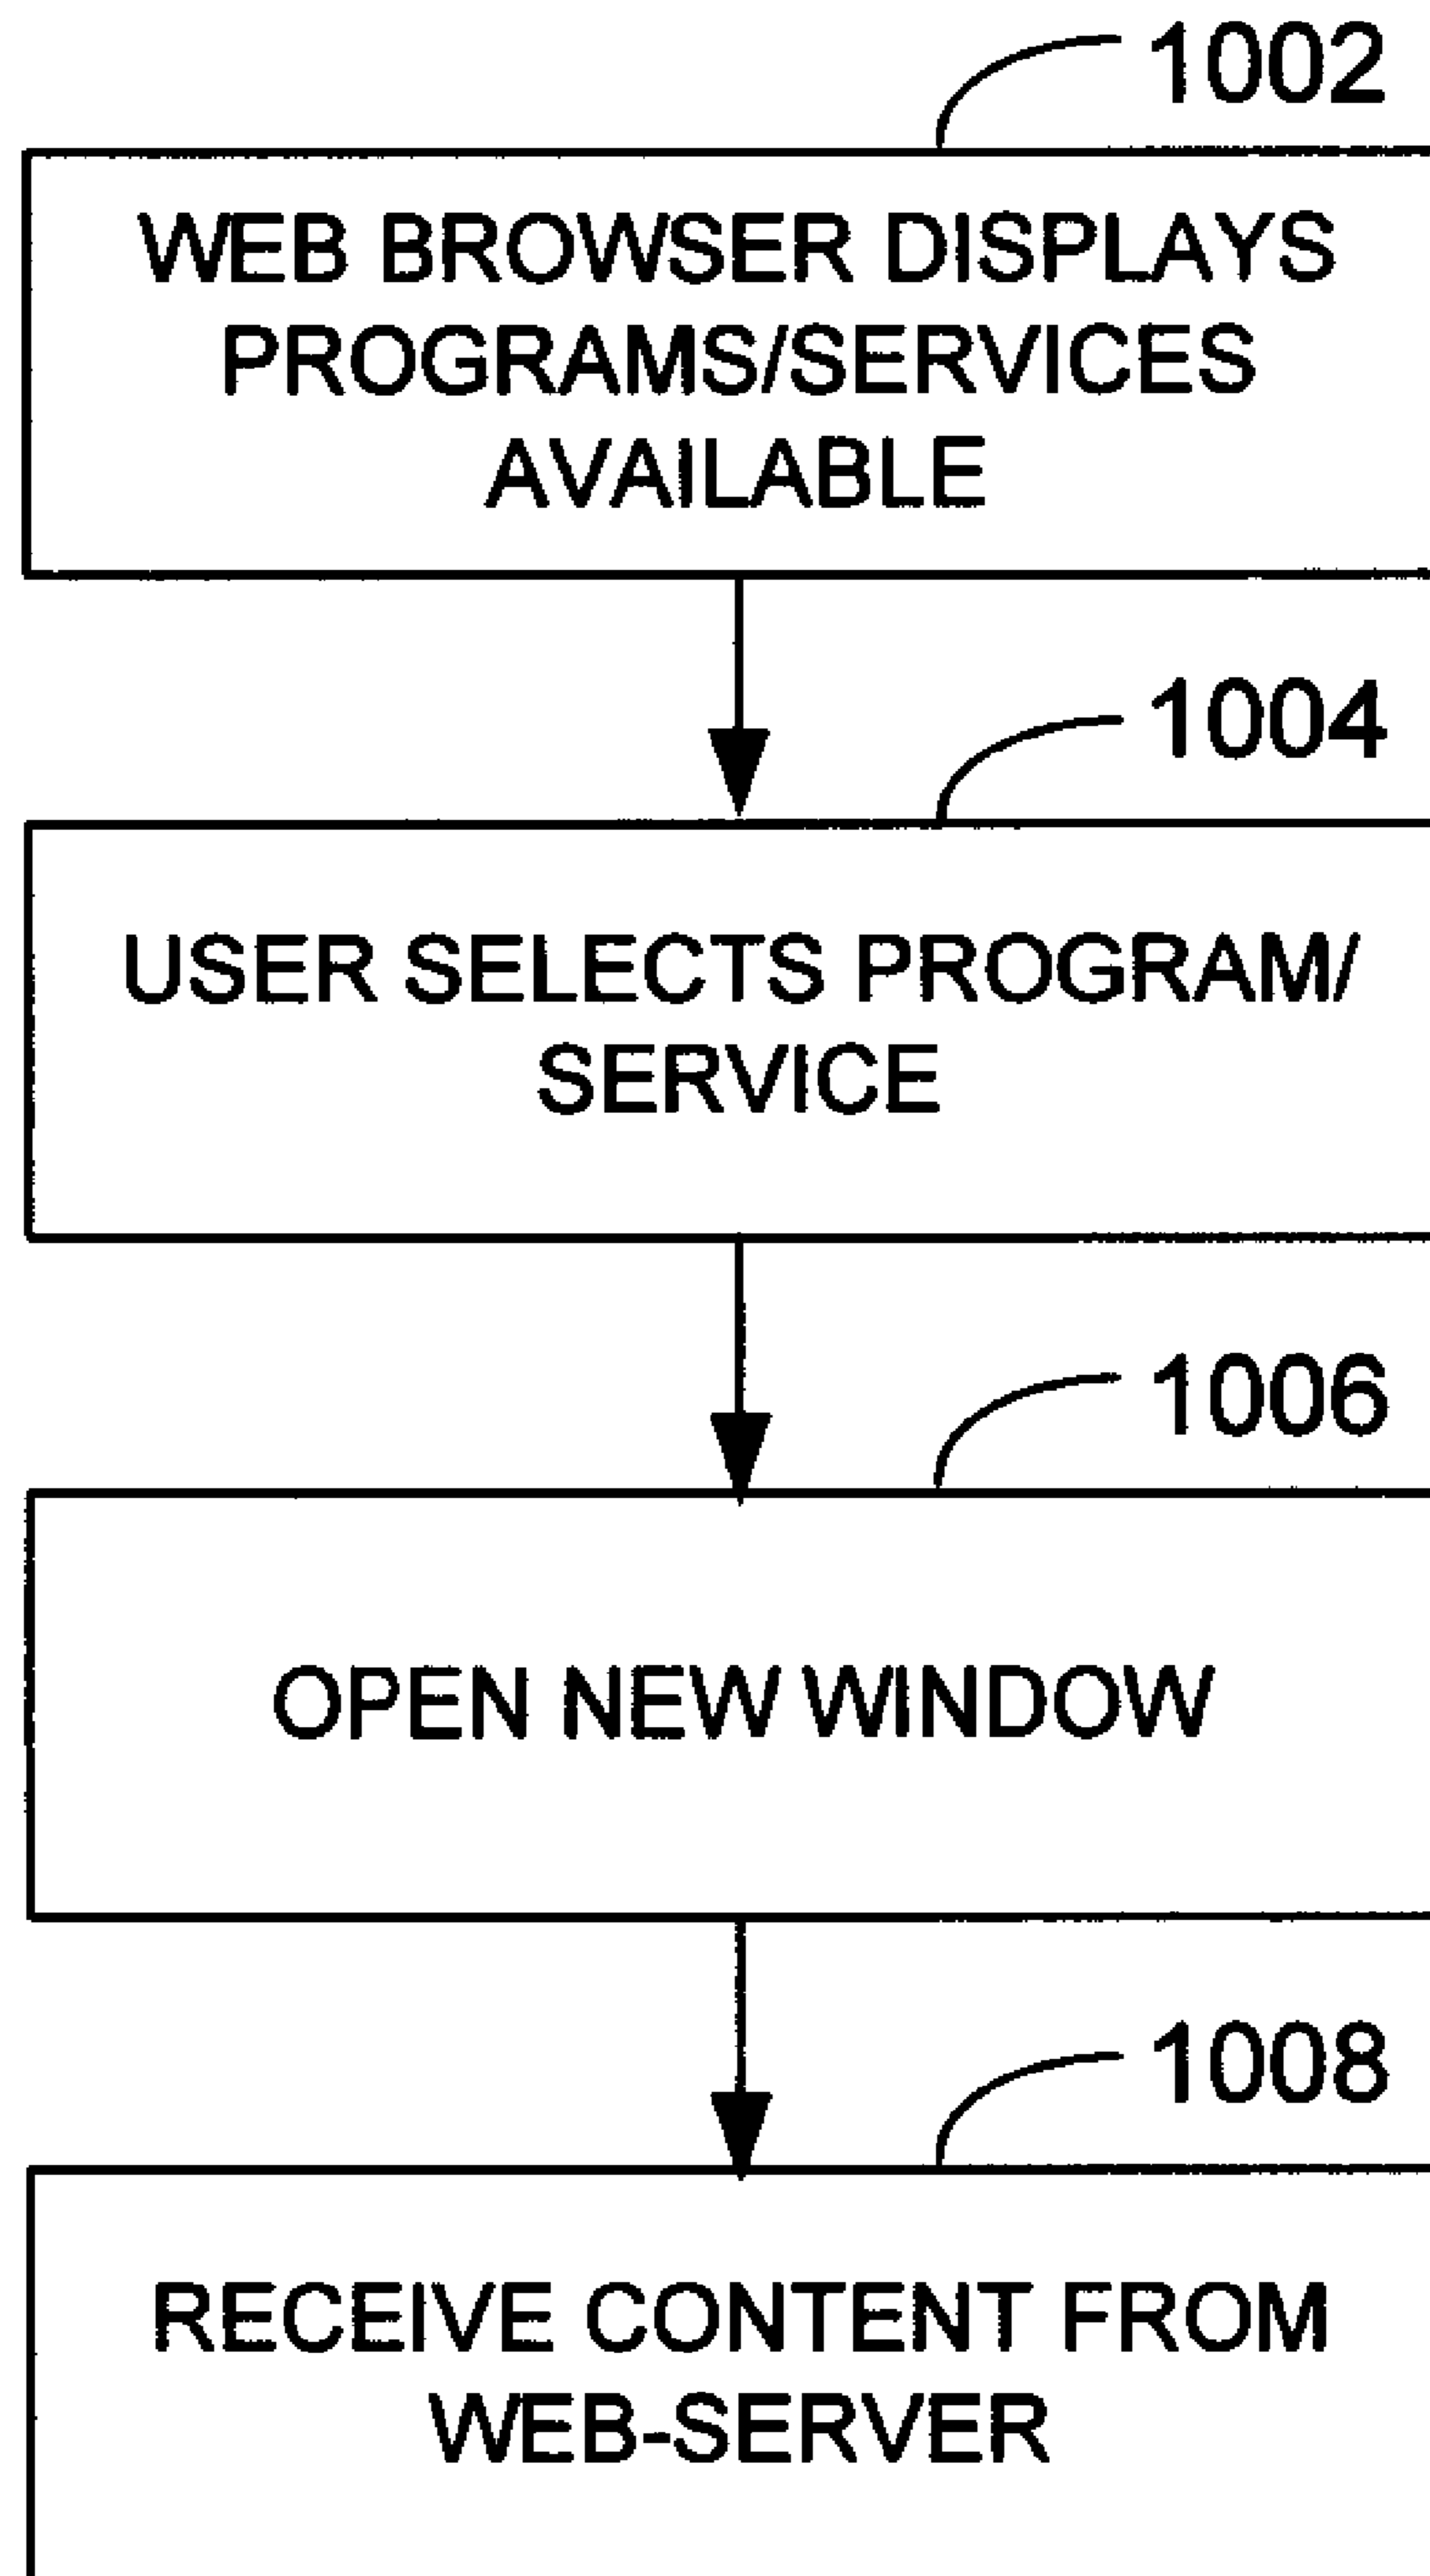 1002
WEB BROWSER DISPLAYS
PROGRAMS/SERVICES
AVAILABLE
1004
USER SELECTS PROGRAM/
SERVICE
1006
OPEN NEW WINDOW
1008
RECEIVE CONTENT FROM
WEB-SERVER